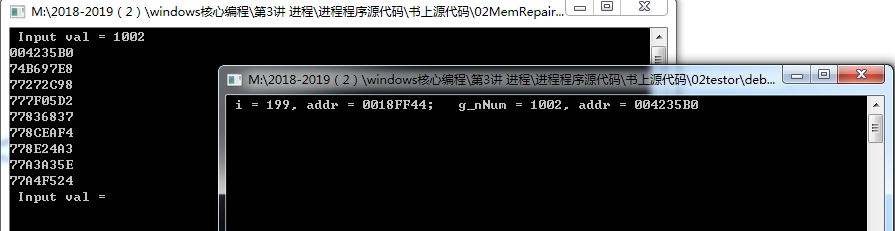 M:\2018-2019（2）\windows核心编程\第3讲 进程\进程程序源代码\书上源代码\02MemRepair...
Input val = 1002
004235B0
74B697E8
77272C98
777F05D2
77836837
778CEAF4
778E24A3
77A3A35E
77A4F524
Input val =
M:\2018-2019（2）\windows核心编程\第3讲 进程\进程程序源代码\书上源代码\02testor\deb...
i = 199, addr = 0018FF44;   g_nNum = 1002, addr = 004235B0